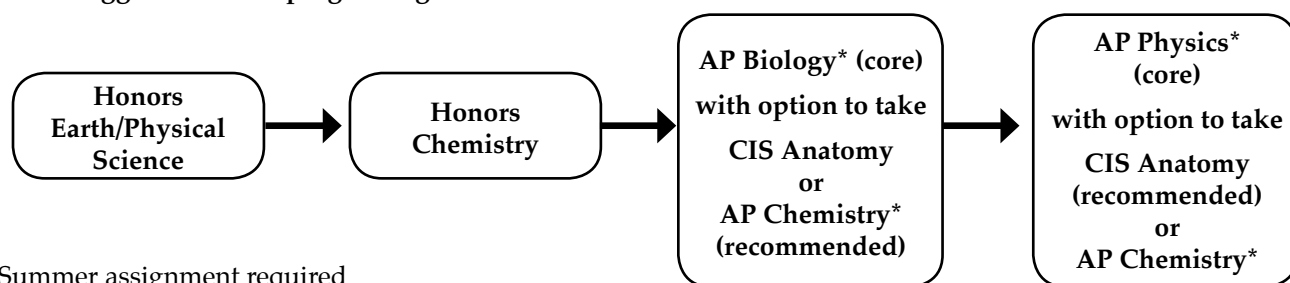 Honors
Earth/Physical
Science
Honors
Chemistry
AP Biology* (core)
with option to take
CIS Anatomy
or
AP Chemistry*
(recommended)
AP Physics*
(core)
with option to take
CIS Anatomy
(recommended)
or
AP Chemistry*
Summer assignment required